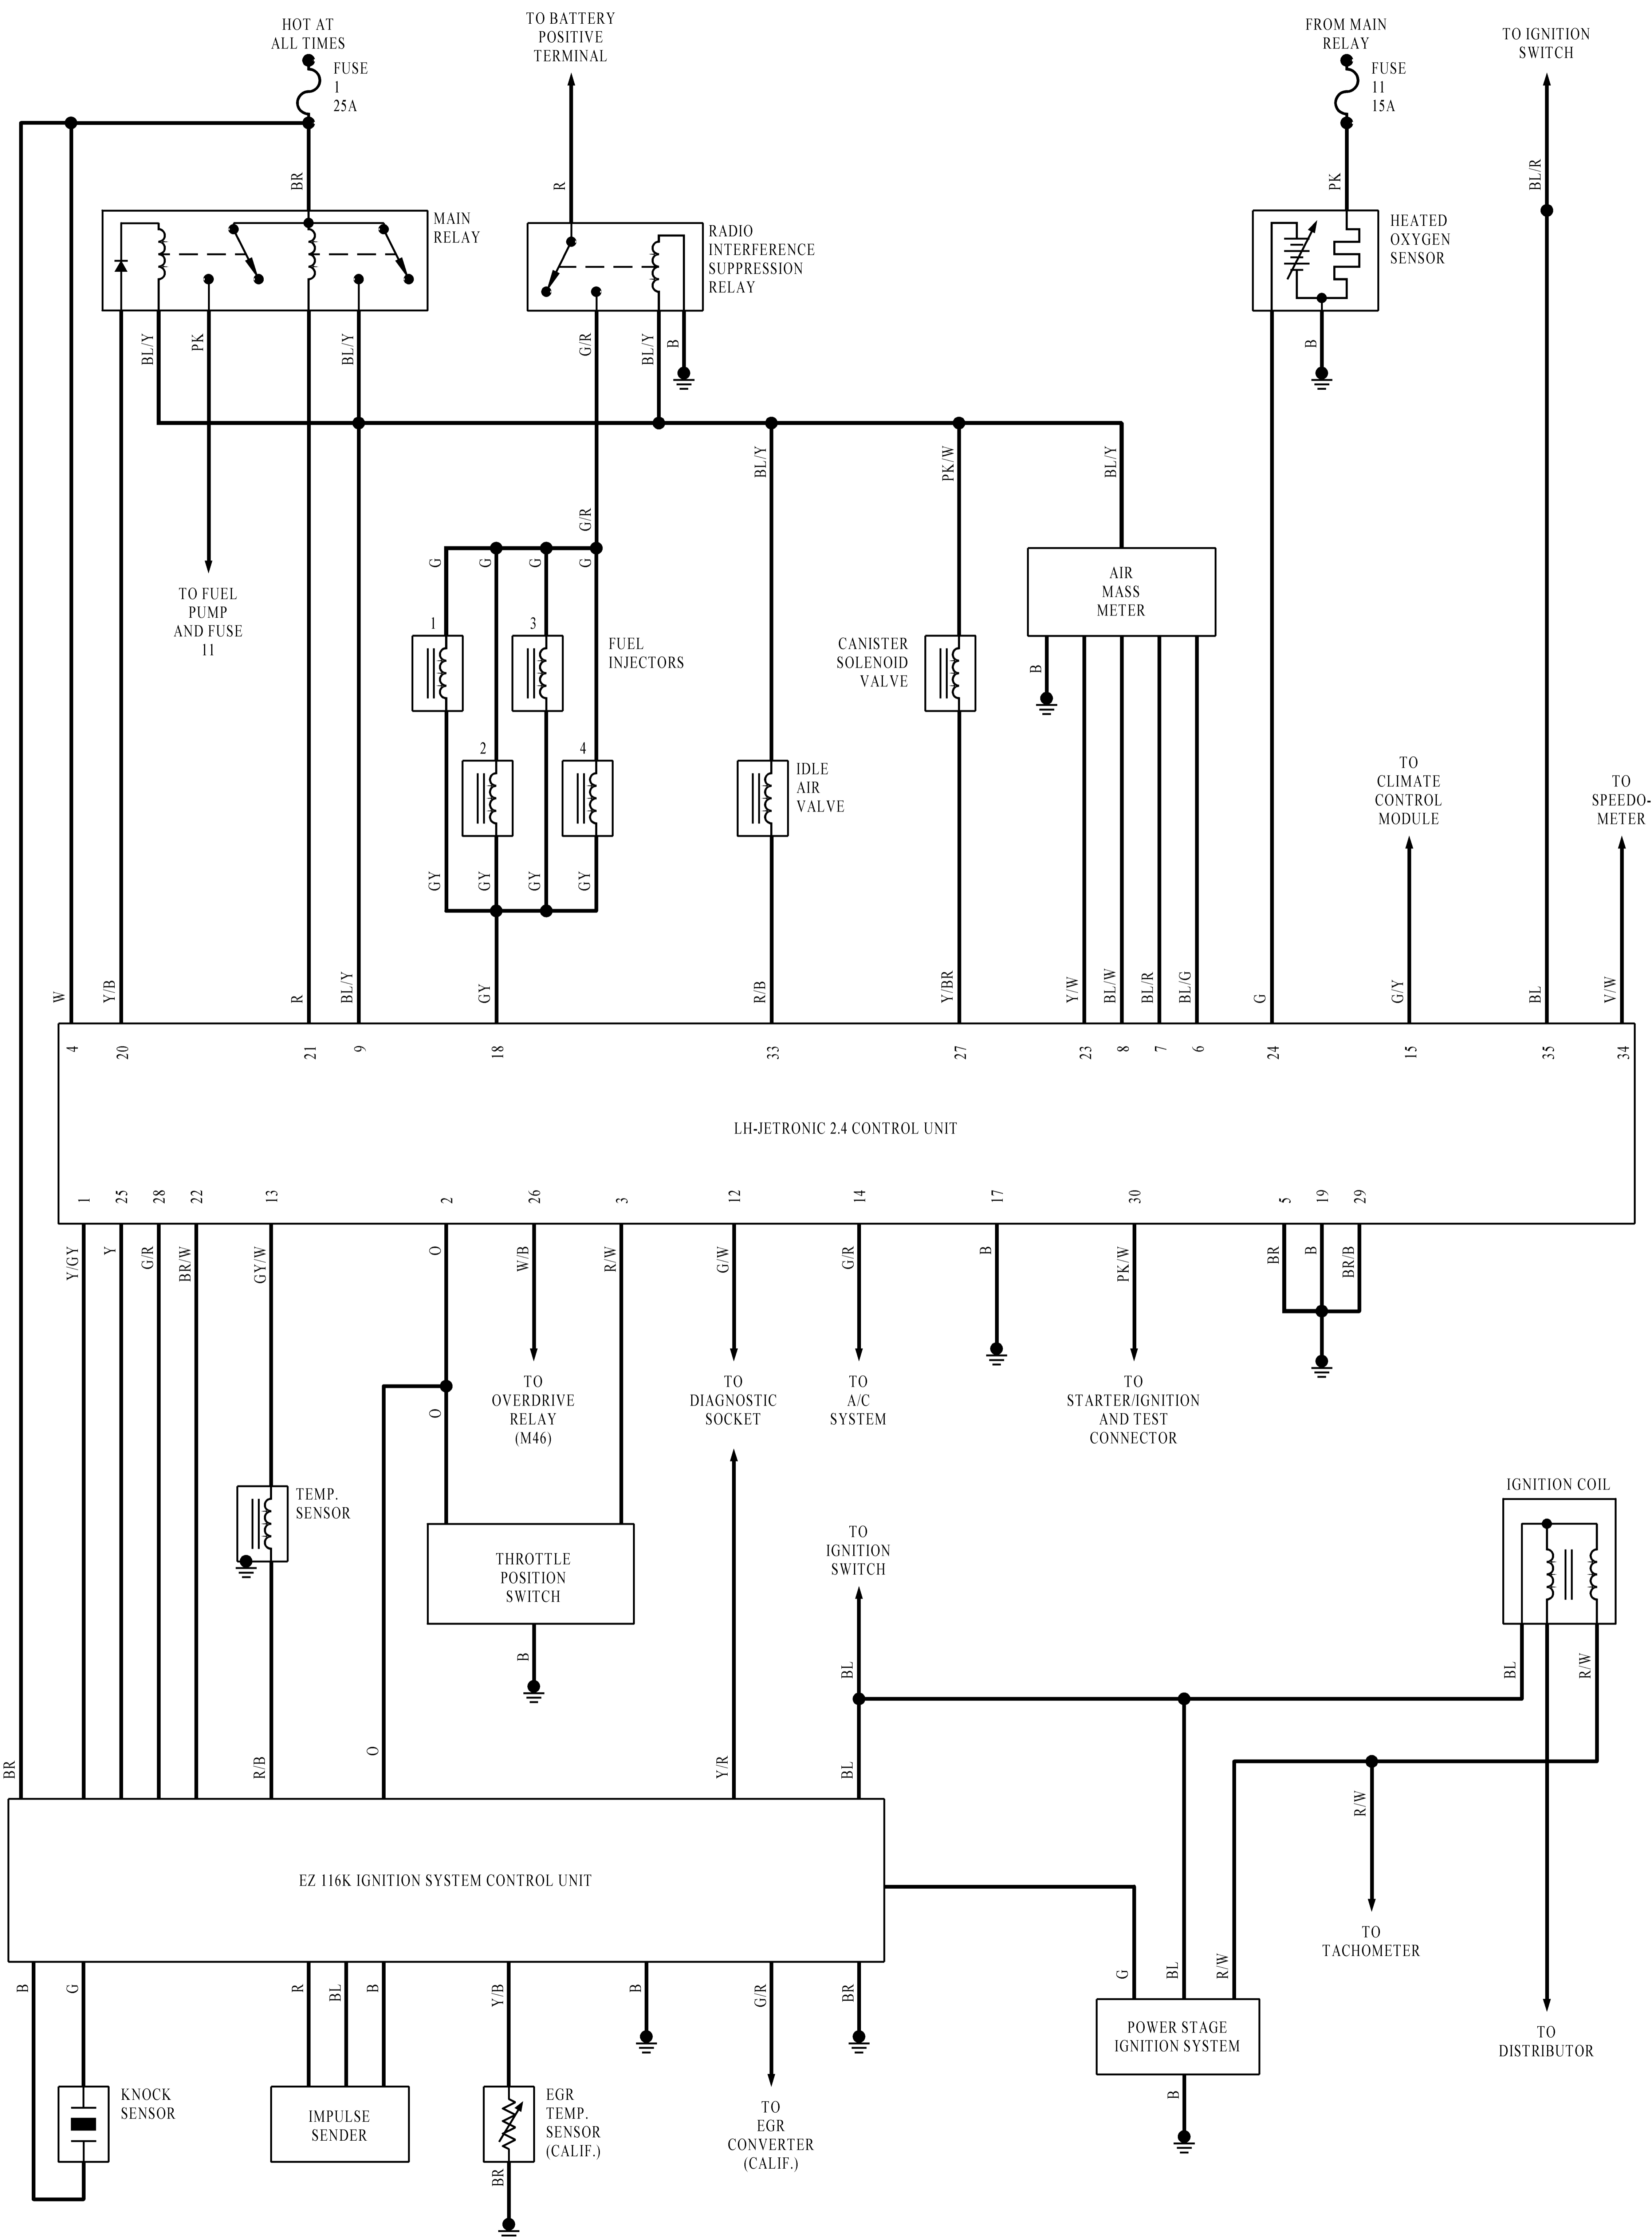 HOT AT
ALL TIMES
FUSE
1
25A
TO BATTERY
POSITIVE
TERMINAL
FROM MAIN
RELAY
FUSE
11
15A
TO IGNITION
SWITCH
BR
R
PK
BL/R
MAIN
RELAY
RADIO
INTERFERENCE
SUPPRESSION
RELAY
HEATED
OXYGEN
SENSOR
BL/Y
PK
BL/Y
G/R
BL/Y
B
B
BL/Y
PK/W
BL/Y
G/R
G
G
G
G
TO FUEL
PUMP
AND FUSE
11
1
3
FUEL
INJECTORS
2
4
AIR
MASS
METER
CANISTER
SOLENOID
VALVE
B
IDLE
AIR
VALVE
TO
CLIMATE
CONTROL
MODULE
TO
SPEEDO-
METER
GY
GY
GY
GY
W
Y/B
R
BL/Y
GY
R/B
Y/BR
Y/W
BL/W
BL/R
BL/G
G
G/Y
BL
V/W
4
20
21
9
18
33
27
23
8
7
6
24
15
35
34
LH-JETRONIC 2.4 CONTROL UNIT
1
25
28
22
13
2
26
3
12
14
17
30
5
19
29
Y/GY
Y
G/R
BR/W
GY/W
O
W/B
R/W
G/W
G/R
B
PK/W
BR
B
BR/B
O
TO
OVERDRIVE
RELAY
(M46)
TO
DIAGNOSTIC
SOCKET
TO
A/C
SYSTEM
TO
STARTER/IGNITION
AND TEST
CONNECTOR
TEMP.
SENSOR
THROTTLE
POSITION
SWITCH
TO
IGNITION
SWITCH
IGNITION COIL
B
BL
BL
R/W
BR
R/B
O
Y/R
BL
R/W
EZ 116K IGNITION SYSTEM CONTROL UNIT
TO
TACHOMETER
B
G
R
BL
B
Y/B
B
G/R
BR
G
BL
R/W
POWER STAGE
IGNITION SYSTEM
TO
DISTRIBUTOR
KNOCK
SENSOR
IMPULSE
SENDER
EGR
TEMP.
SENSOR
(CALIF.)
TO
EGR
CONVERTER
(CALIF.)
B
BR